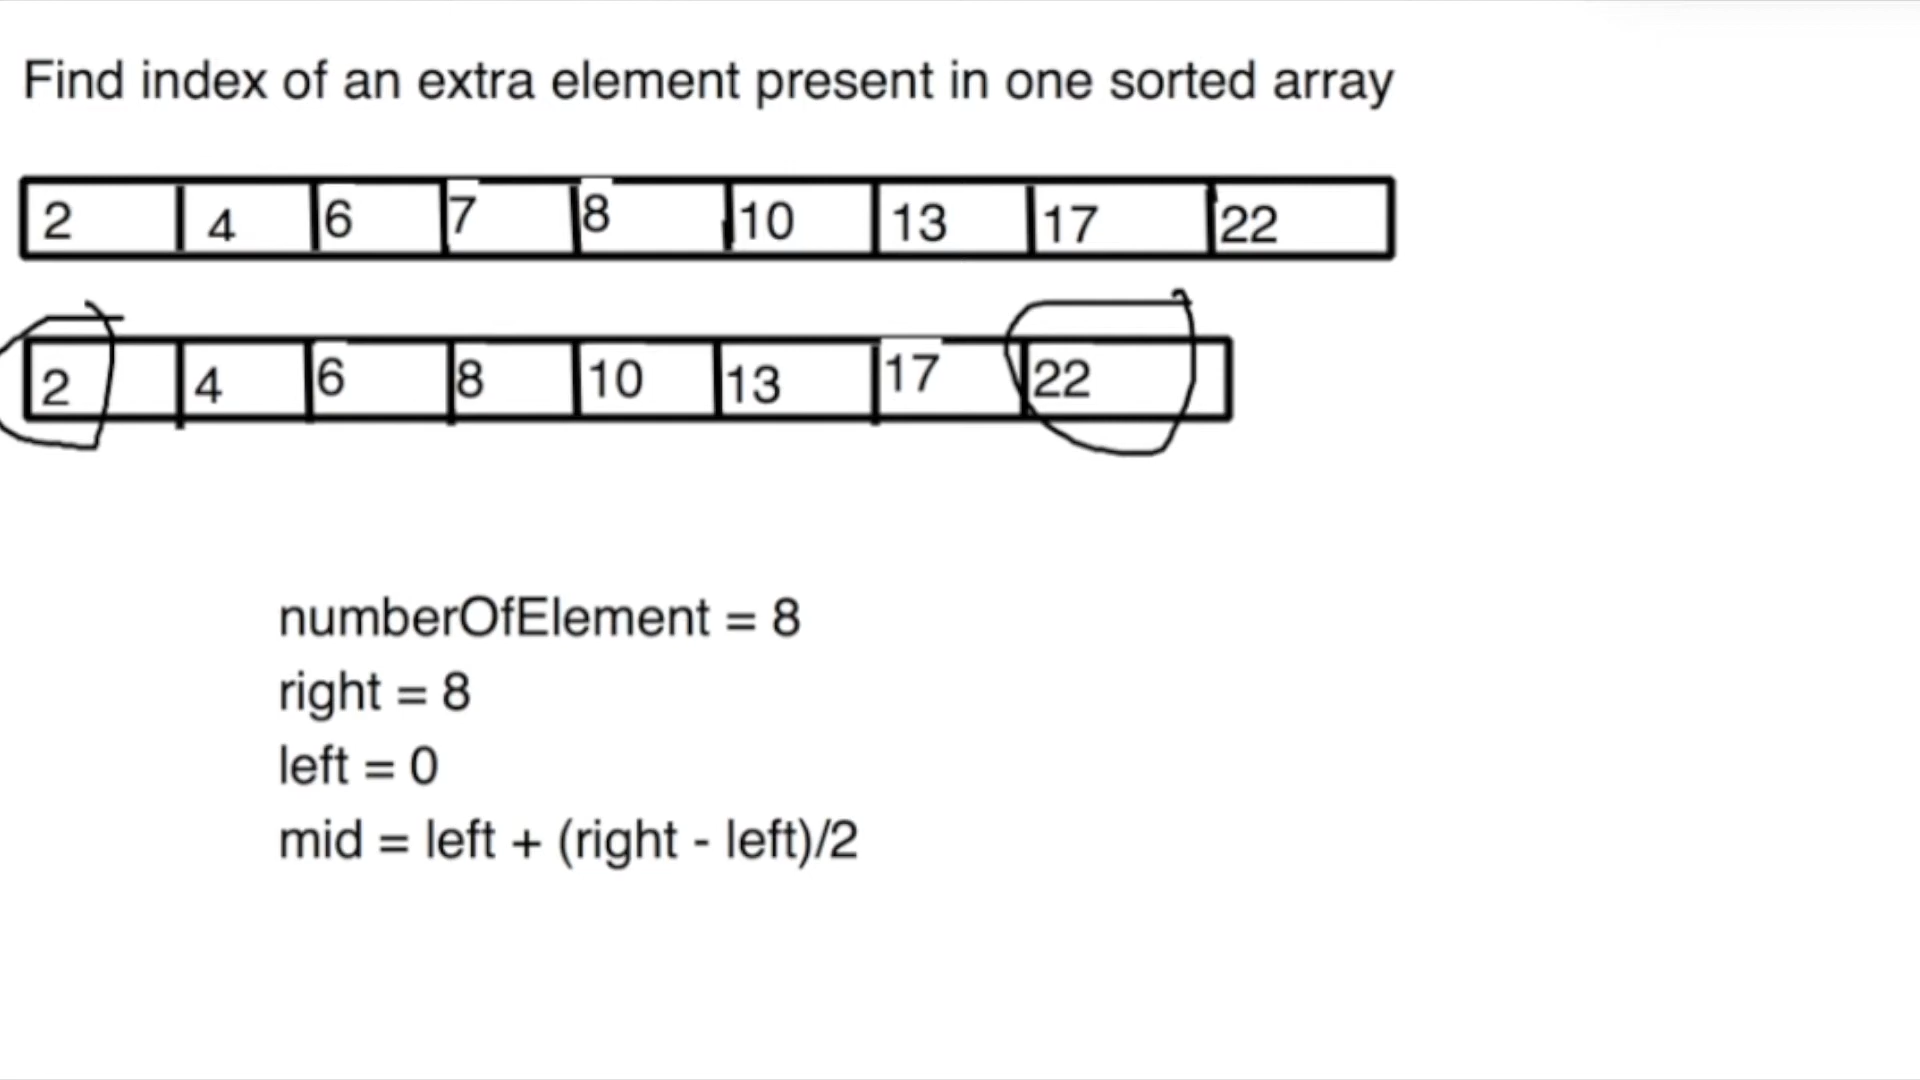 Find index of an extra element present in one sorted array
2 4 6 7 8 10 13 17 22
2 4 6 8 10 13 17 22
numberOfElement = 8
right = 8
left = 0
mid = left + (right - left)/2